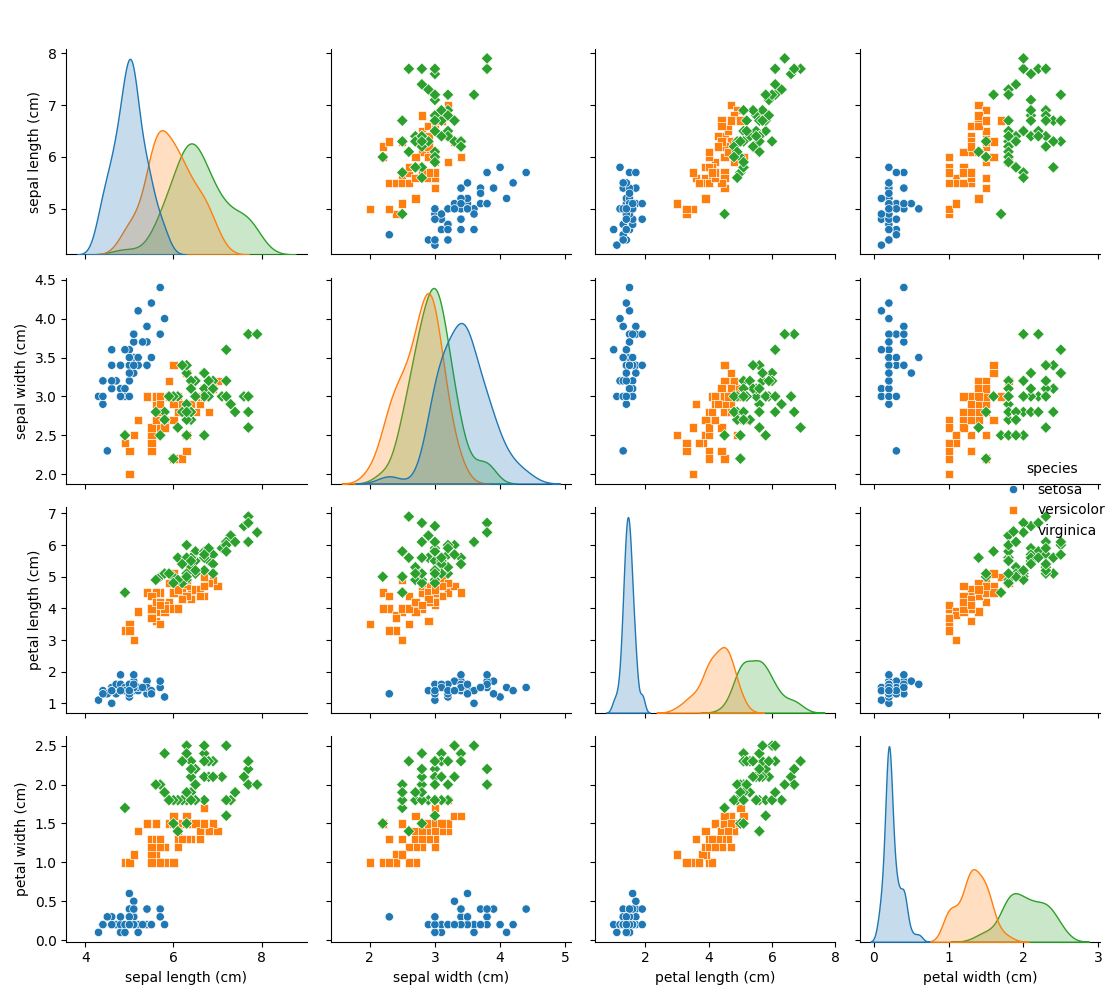 sepal length (cm)
8
7
6
5
sepal width (cm)
4.5
4.0
3.5
3.0
2.5
2.0
species
setosa
versicolor
virginica
petal length (cm)
7
6
5
4
3
2
1
petal width (cm)
2.5
2.0
1.5
1.0
0.5
0.0
4 6 8
2 3 4 5
2 4 6 8
0 1 2 3
sepal length (cm)
sepal width (cm)
petal length (cm)
petal width (cm)